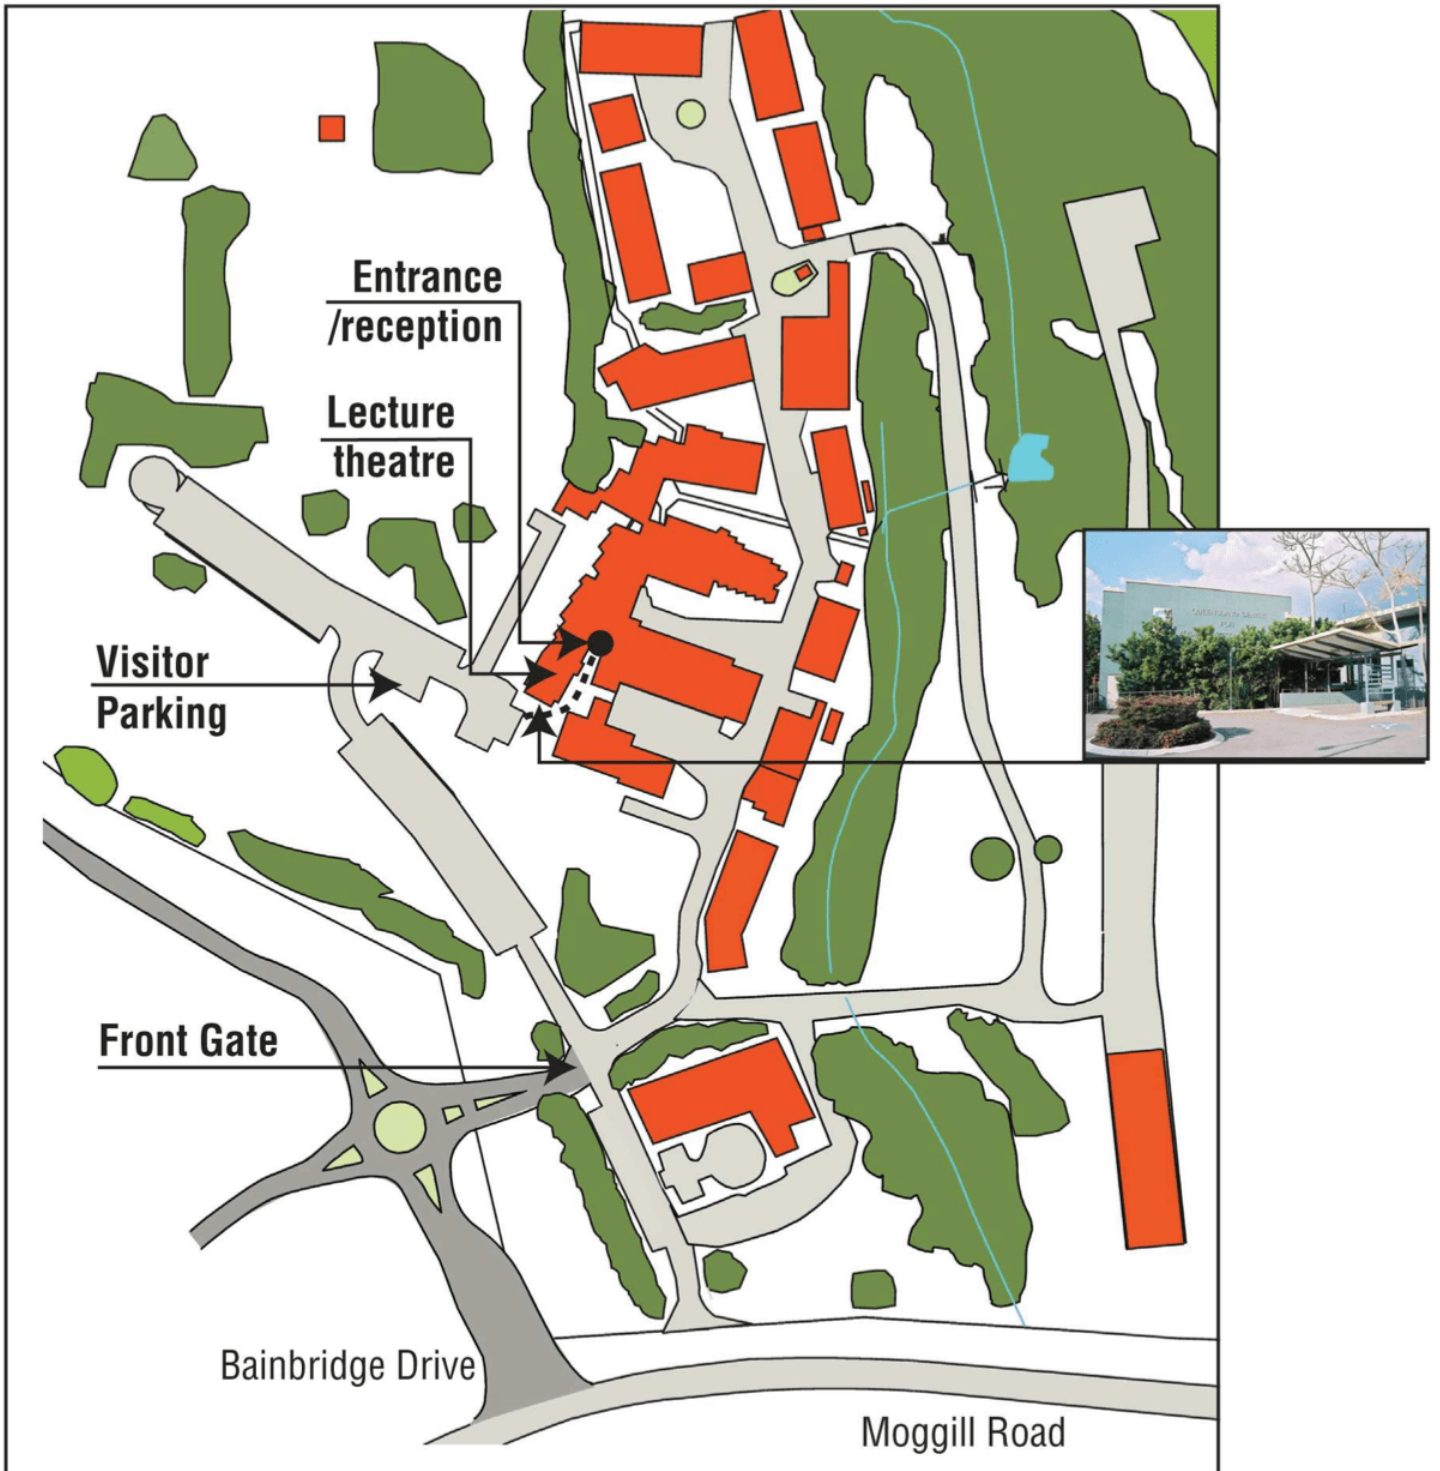 Entrance
/reception
Lecture
theatre
Visitor
Parking
Front Gate
Bainbridge Drive
Moggill Road